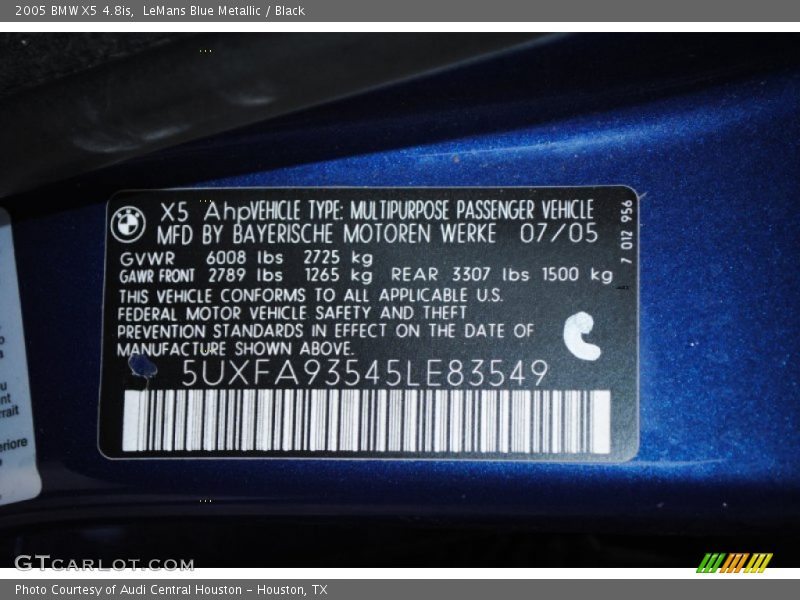 2005 BMW X5 4.8is, LeMans Blue Metallic / Black
X5 AhpVEHICLE TYPE: MULTIPURPOSE PASSENGER VEHICLE
MFD BY BAYERISCHE MOTOREN WERKE 07/05
GVWR 6008 lbs 2725 kg
GAWR FRONT 2789 lbs 1265 kg REAR 3307 lbs 1500 kg
THIS VEHICLE CONFORMS TO ALL APPLICABLE U.S.
FEDERAL MOTOR VEHICLE SAFETY AND THEFT
PREVENTION STANDARDS IN EFFECT ON THE DATE OF
MANUFACTURE SHOWN ABOVE.
5UXFA93545LE83549
7 012 956
GTCARLOT.COM
Photo Courtesy of Audi Central Houston - Houston, TX